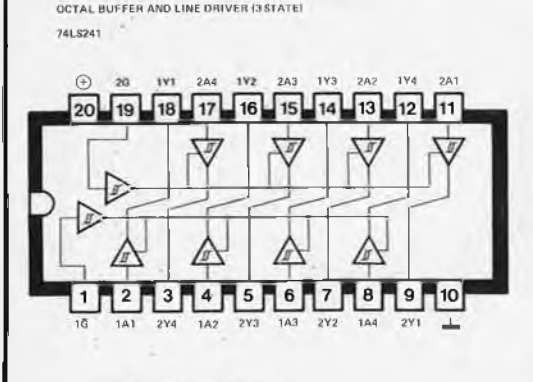 OCTAL BUFFER AND LINE DRIVER (3 STATE)
74LS241
⊕ 2G 1Y1 2A4 1Y2 2A3 1Y3 2A2 1Y4 2A1
20 19 18 17 16 15 14 13 12 11
1 2 3 4 5 6 7 8 9 10
1G̅ 1A1 2Y4 1A2 2Y3 1A3 2Y2 1A4 2Y1